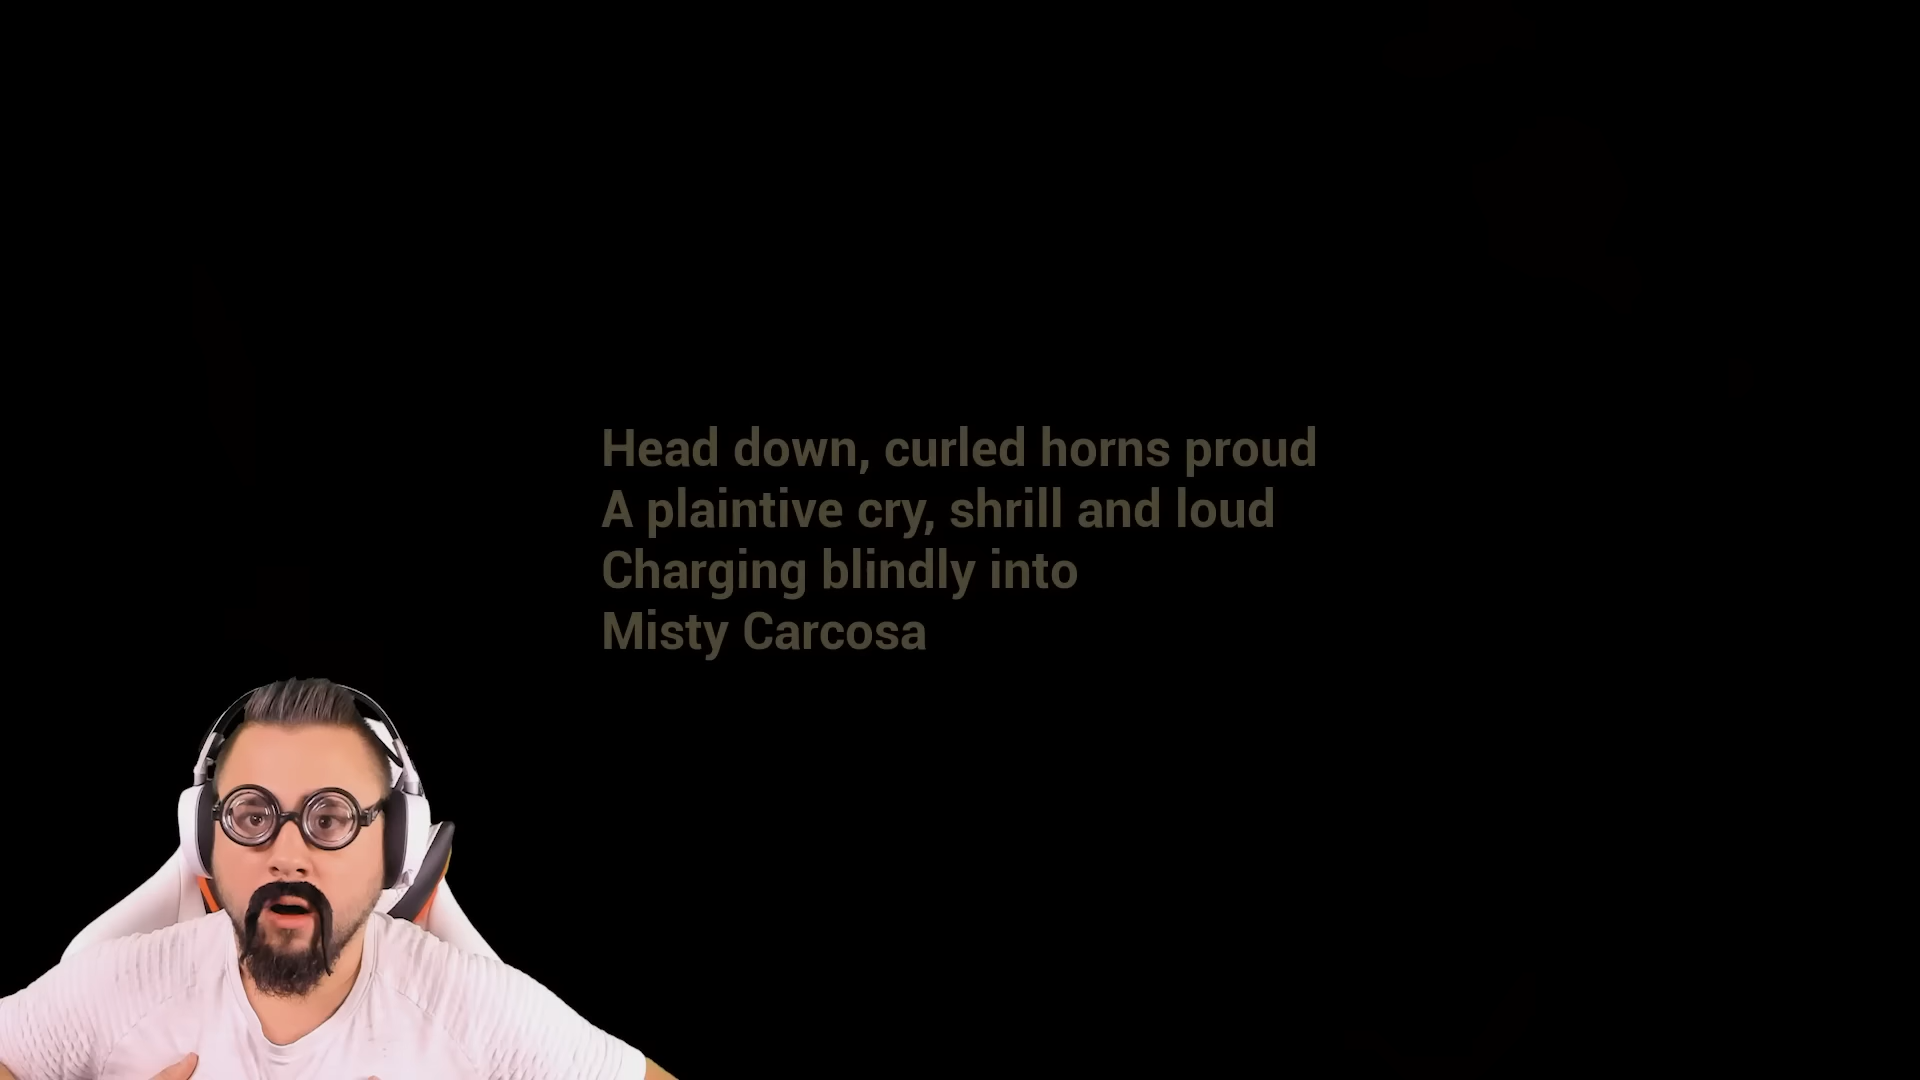 Head down, curled horns proud
A plaintive cry, shrill and loud
Charging blindly into
Misty Carcosa